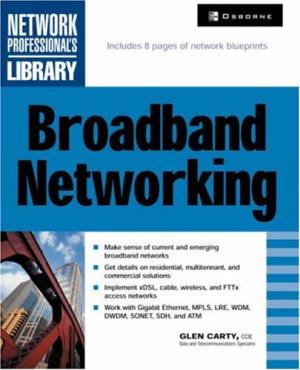 NETWORK
PROFESSIONAL'S
LIBRARY
OSBORNE
Includes 8 pages of network blueprints
Broadband
Networking
Make sense of current and emerging
broadband networks
Get details on residential, multitennant, and
commercial solutions
Implement xDSL, cable, wireless, and FTTx
access networks
Work with Gigabit Ethernet, MPLS, LRE, WDM,
DWDM, SONET, SDH, and ATM
GLEN CARTY, CCIE
Data and Telecommunications Specialist